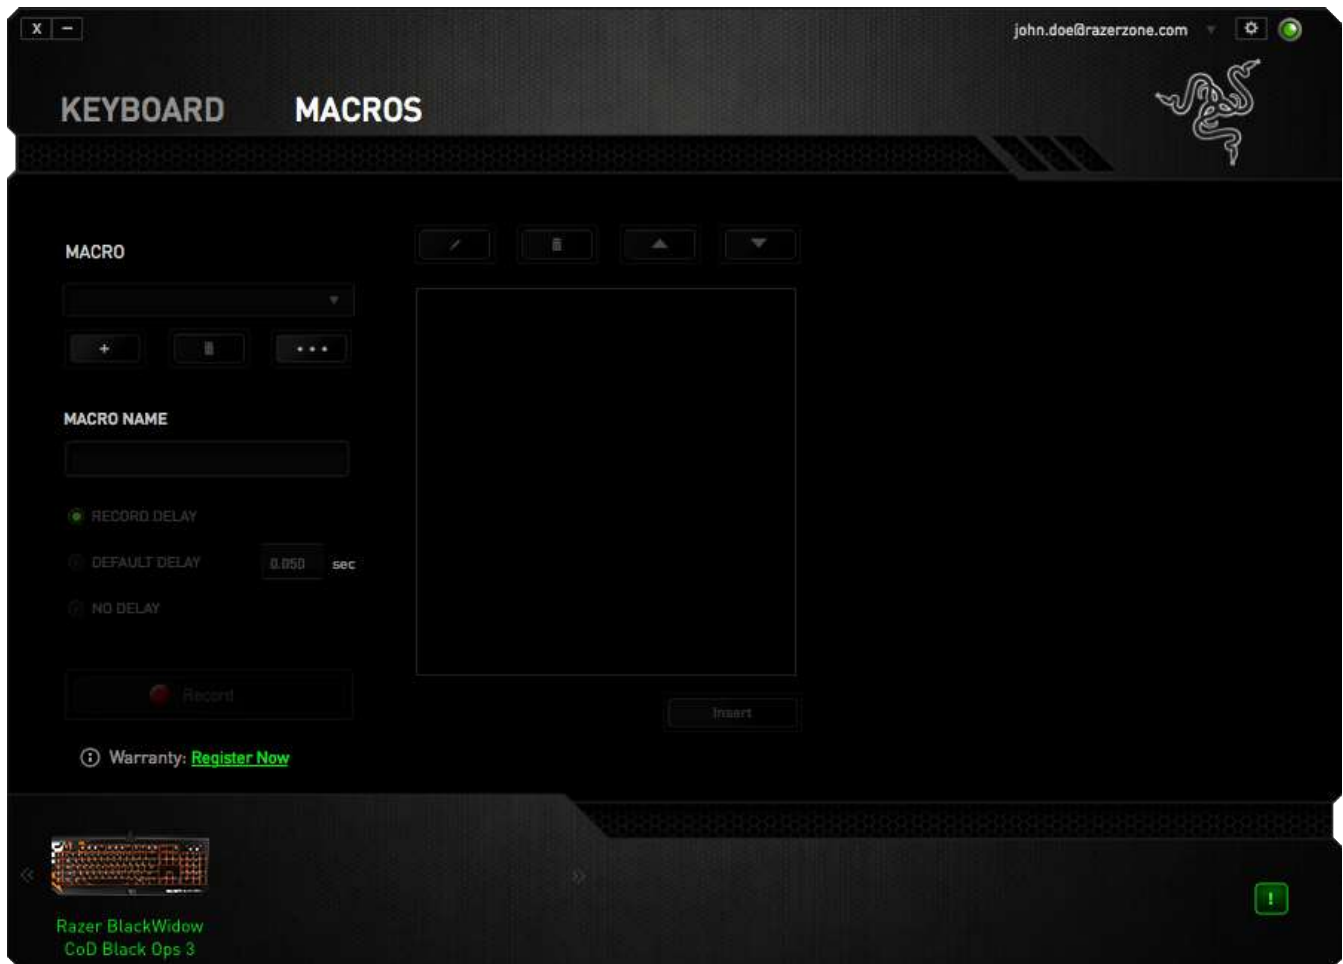 X –
john.doe@razerzone.com
KEYBOARD MACROS
MACRO
+ •••
MACRO NAME
RECORD DELAY
DEFAULT DELAY 0.050 sec
NO DELAY
Record
Insert
Warranty: Register Now
Razer BlackWidow
CoD Black Ops 3
!